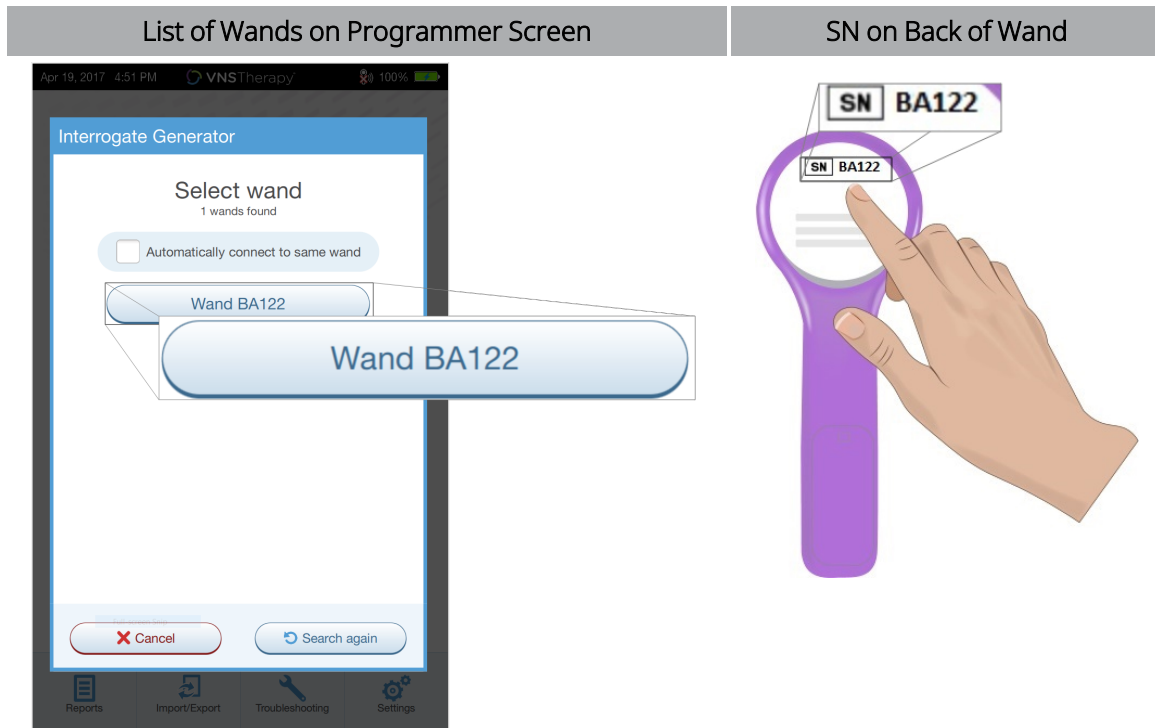 List of Wands on Programmer Screen
SN on Back of Wand
Apr 19, 2017 4:51 PM
VNSTherapy
100%
Interrogate Generator
Select wand
1 wands found
Automatically connect to same wand
Wand BA122
Wand BA122
Cancel
Search again
Reports
Import/Export
Troubleshooting
Settings
SN BA122
SN BA122